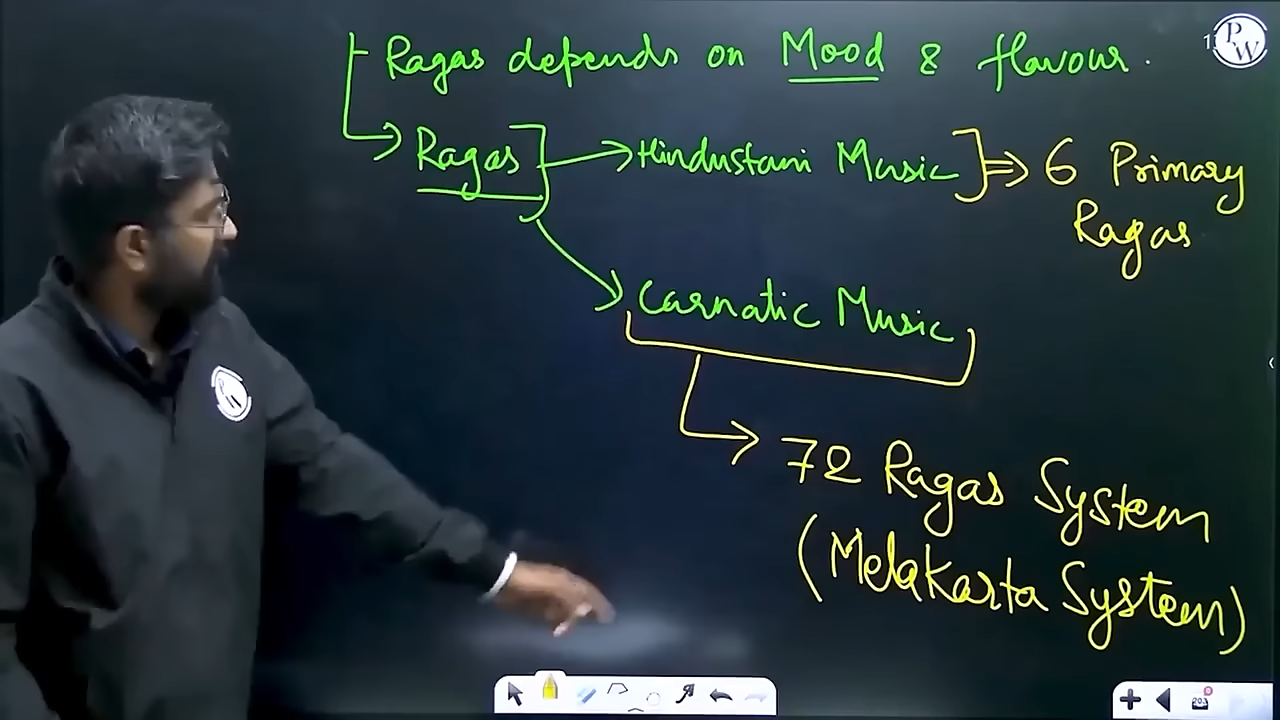 Ragas depends on Mood & flavour.
Ragas → Hindustani Music ⇒ 6 Primary
Ragas
Carnatic Music
72 Ragas System
(Melakarta System)
PW
PW